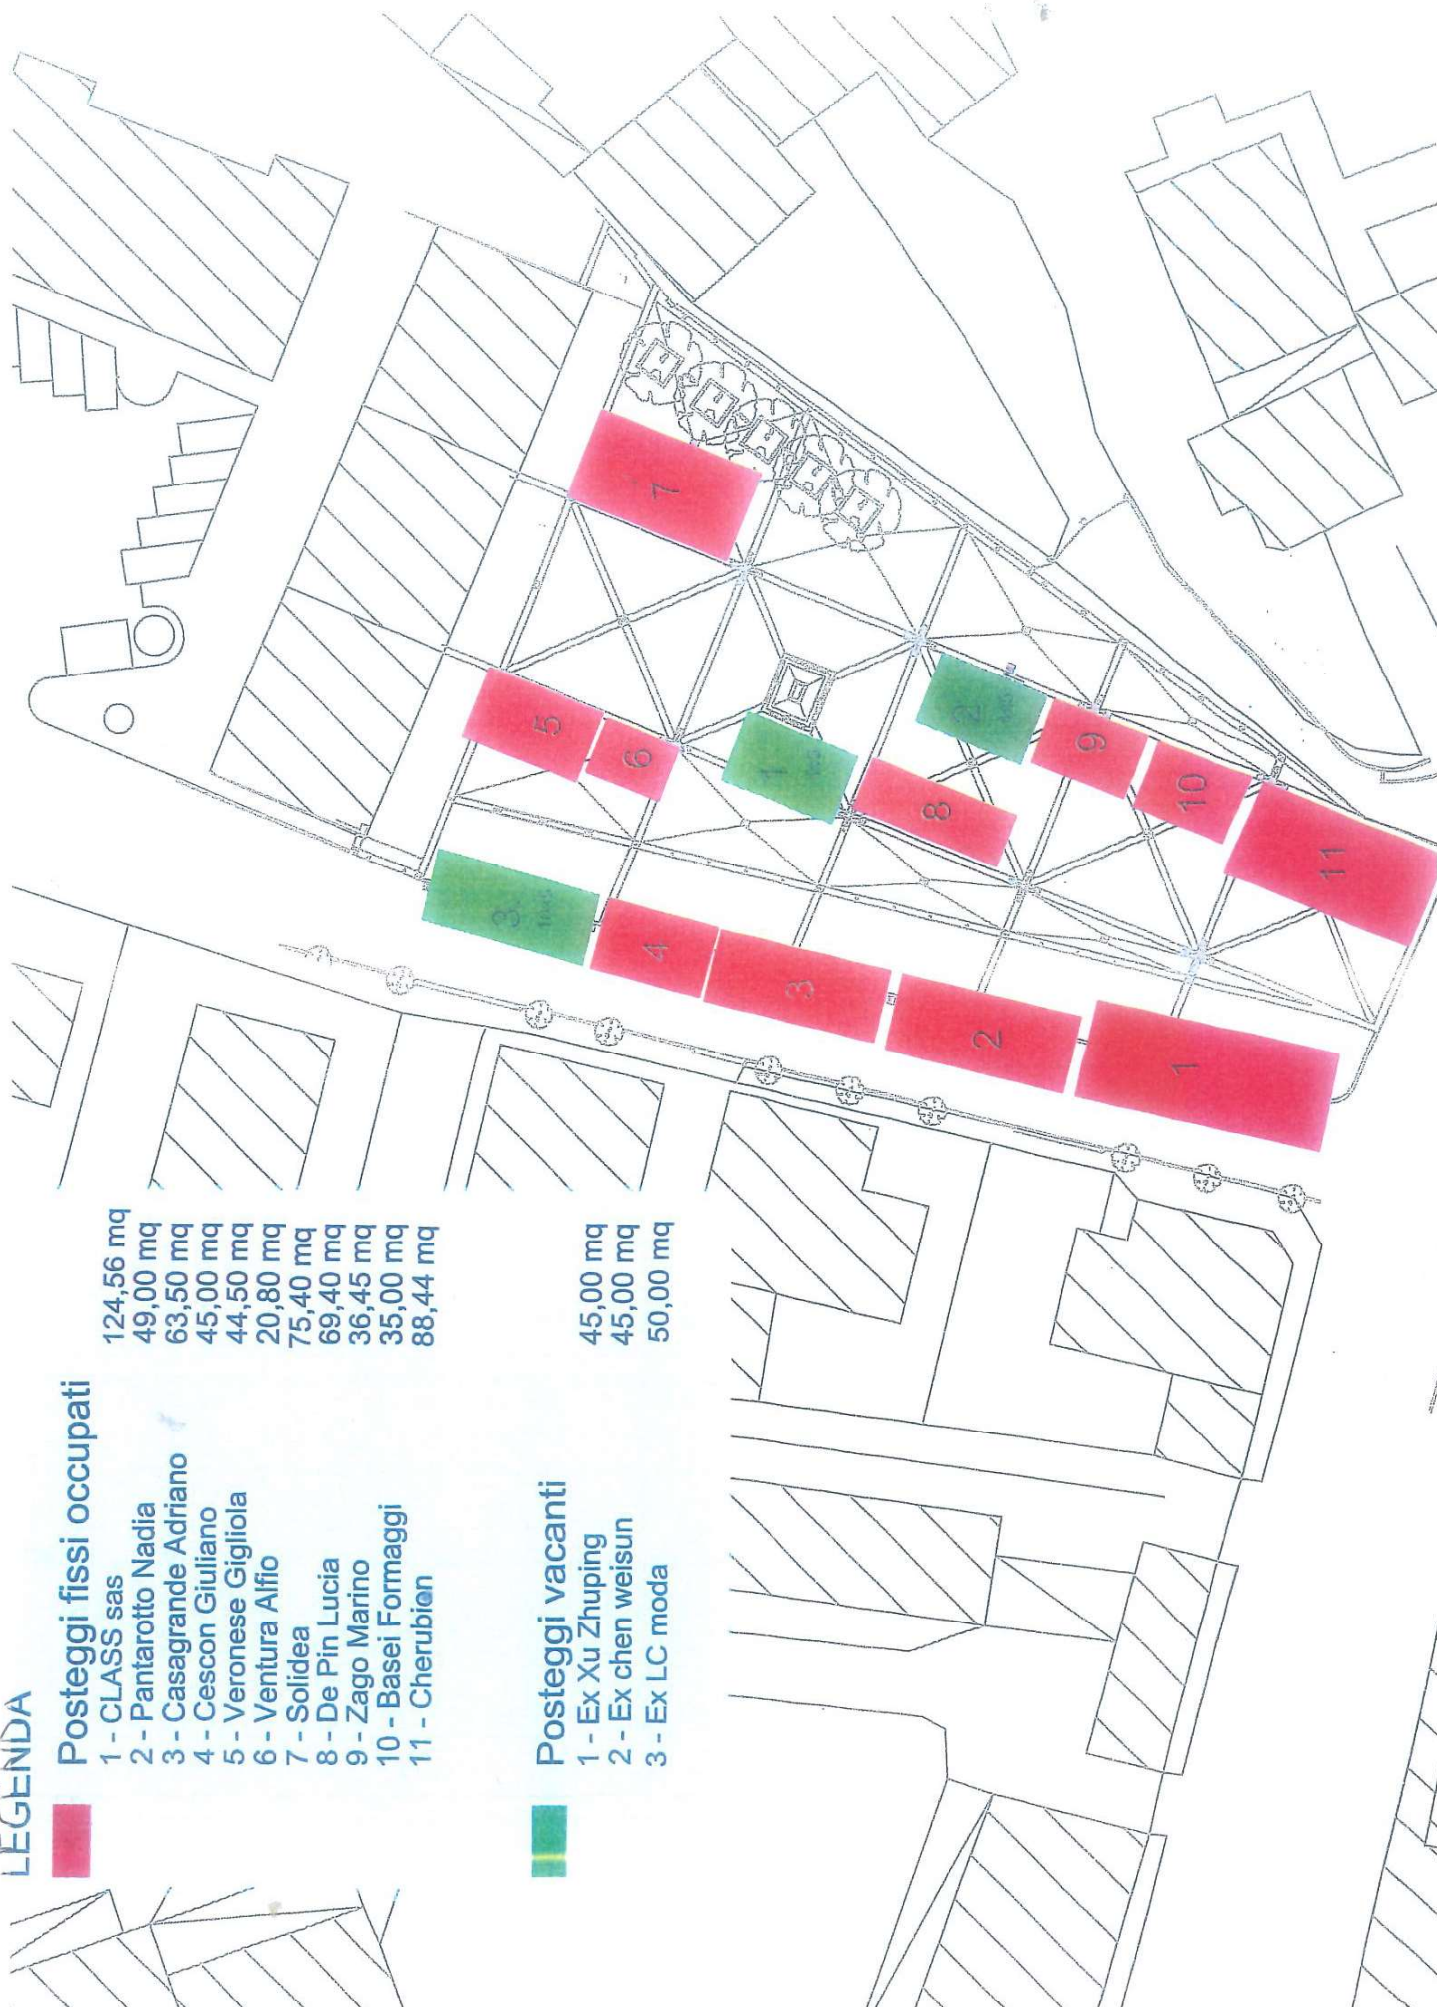 LEGENDA
Posteggi fissi occupati
1 - CLASS sas 124,56 mq
2 - Pantarotto Nadia 49,00 mq
3 - Casagrande Adriano 63,50 mq
4 - Cescon Giuliano 45,00 mq
5 - Veronese Gigliola 44,50 mq
6 - Ventura Alfio 20,80 mq
7 - Solidea 75,40 mq
8 - De Pin Lucia 69,40 mq
9 - Zago Marino 36,45 mq
10 - Basei Formaggi 35,00 mq
11 - Cherubin 88,44 mq
Posteggi vacanti
1 - Ex Xu Zhuping 45,00 mq
2 - Ex chen weisun 45,00 mq
3 - Ex LC moda 50,00 mq
3
4
3
2
1
5
6
1
8
7
2
9
10
11